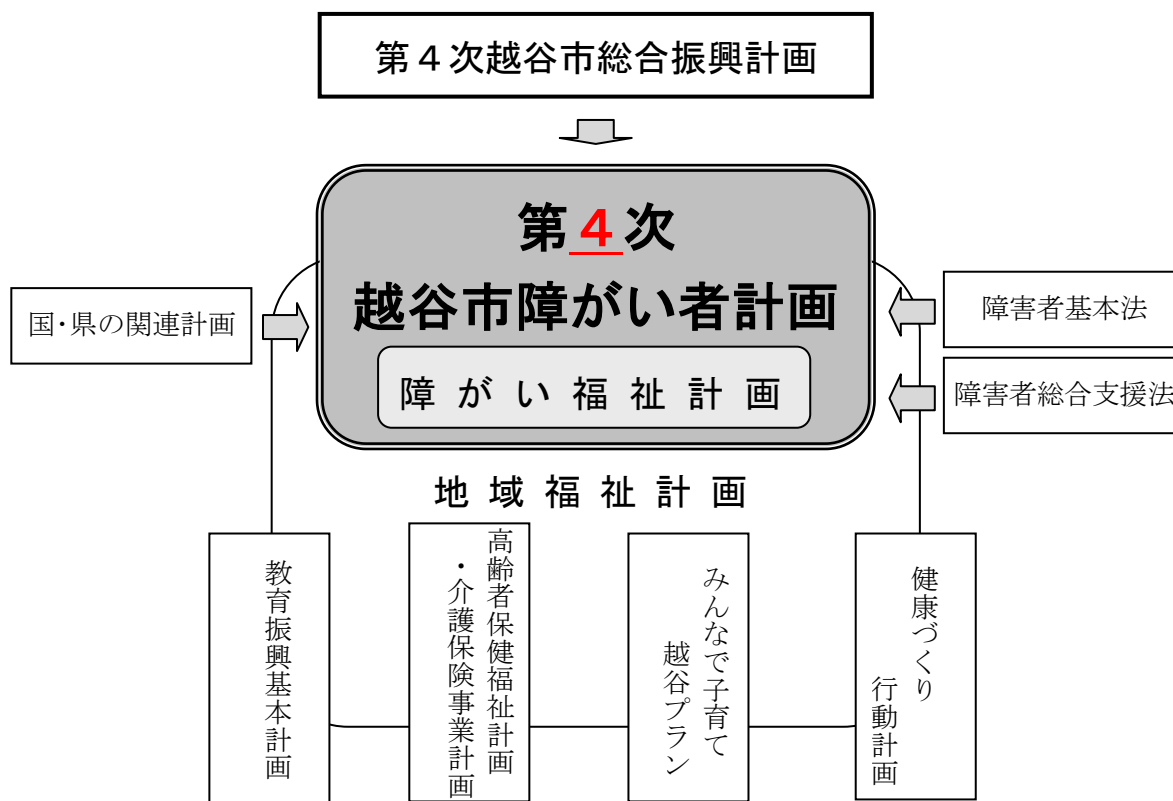 第４次越谷市総合振興計画
第４次
越谷市障がい者計画
国・県の関連計画
障害者基本法
障がい福祉計画
障害者総合支援法
地域福祉計画
教育振興基本計画
高齢者保健福祉計画
・介護保険事業計画
みんなで子育て
越谷プラン
健康づくり
行動計画